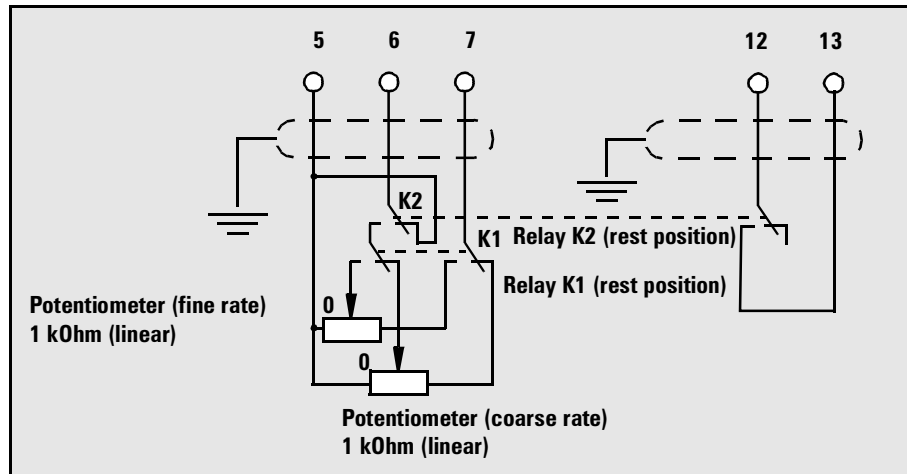 5 6 7 12 13
K2
K1 Relay K2 (rest position)
Relay K1 (rest position)
Potentiometer (fine rate)
1 kOhm (linear)
0
0
Potentiometer (coarse rate)
1 kOhm (linear)